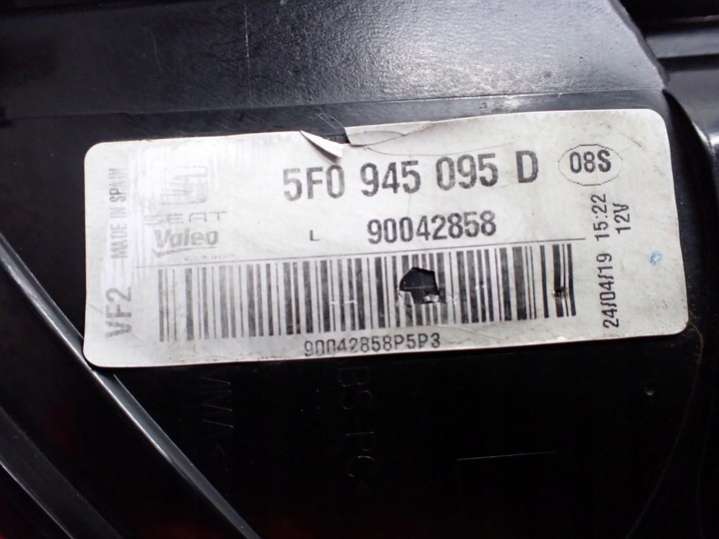 5F0 945 095 D
08S
SEAT
Valeo
L 90042858
90042858P5P3
VF2 MADE IN SPAIN
24/04/19 15:22
12V